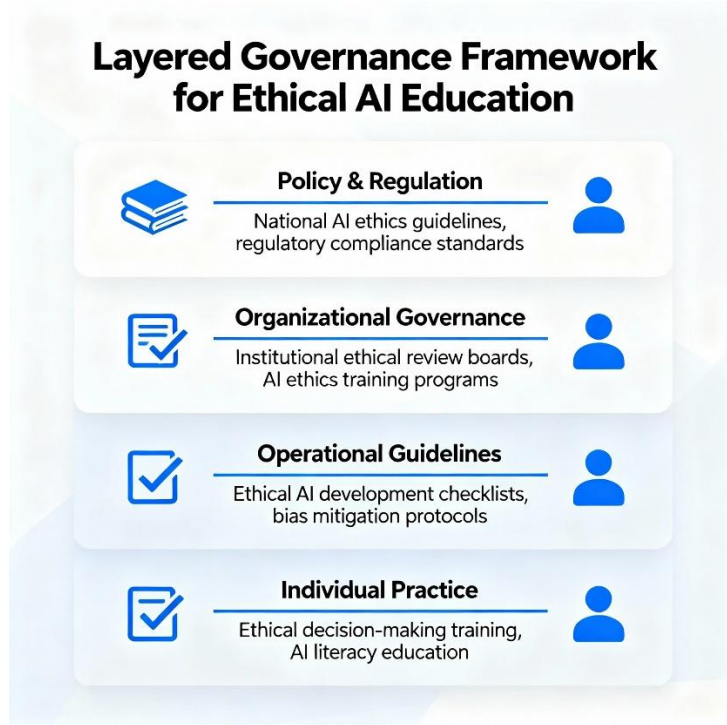 Layered Governance Framework
for Ethical AI Education
Policy & Regulation
National AI ethics guidelines,
regulatory compliance standards
Organizational Governance
Institutional ethical review boards,
AI ethics training programs
Operational Guidelines
Ethical AI development checklists,
bias mitigation protocols
Individual Practice
Ethical decision-making training,
AI literacy education